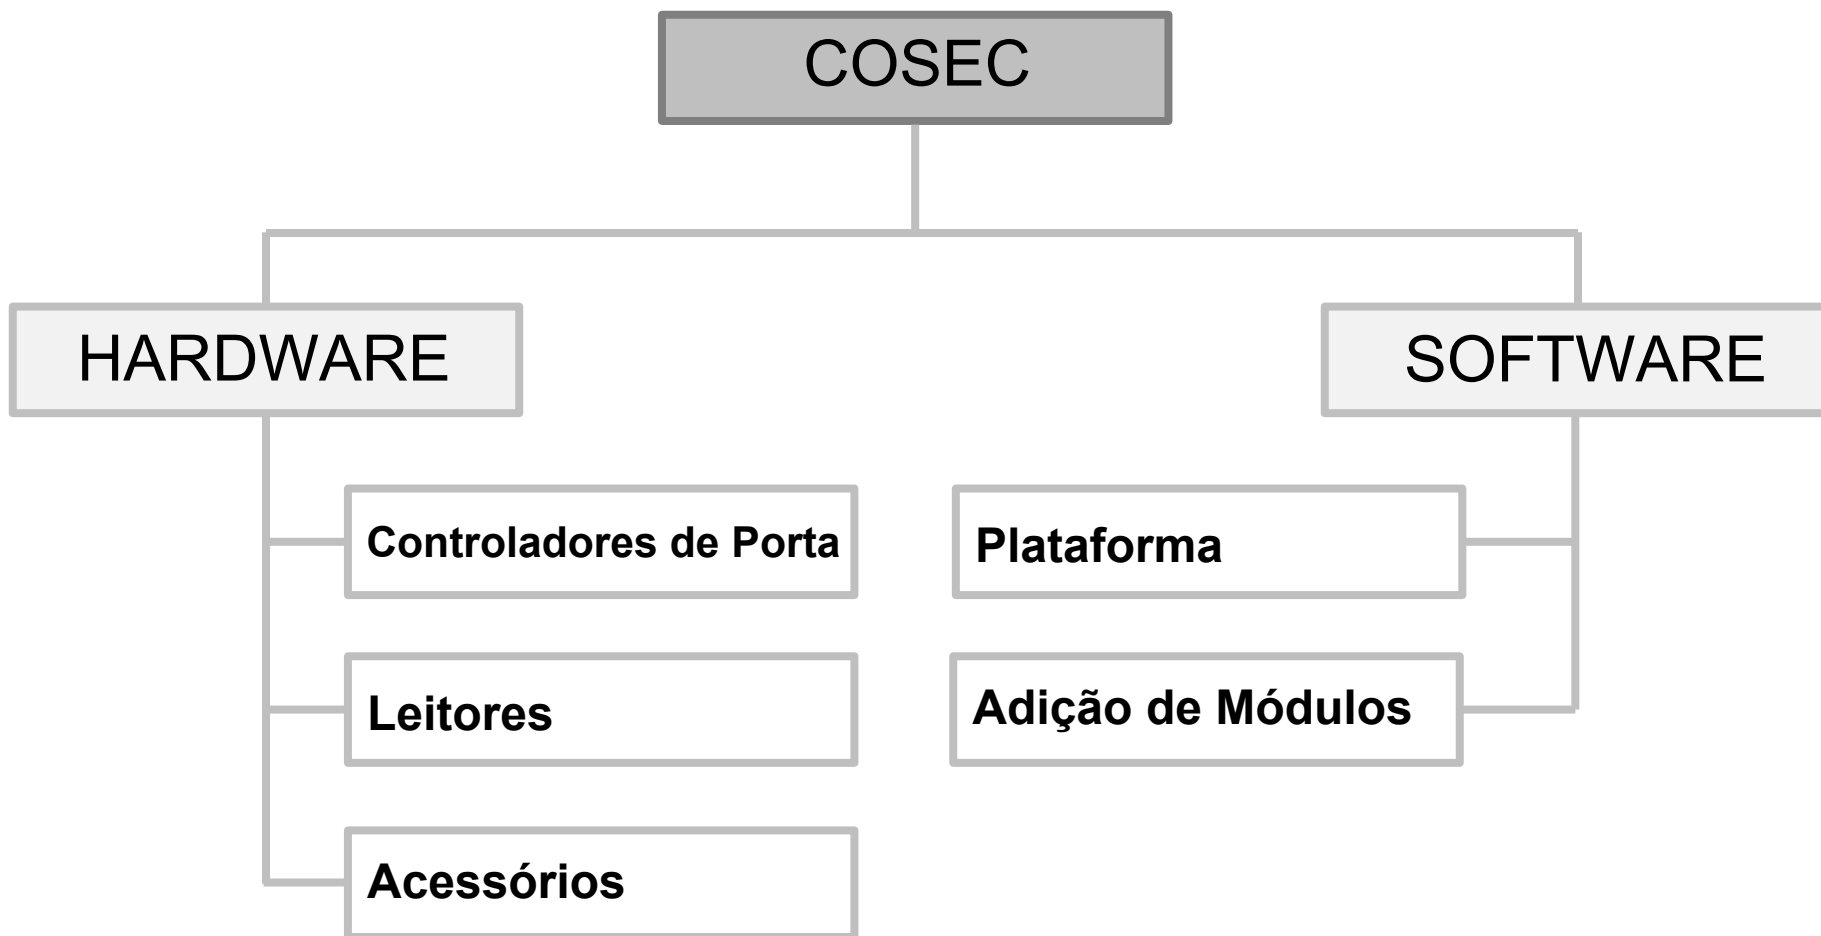 COSEC
HARDWARE
SOFTWARE
Controladores de Porta
Plataforma
Leitores
Adição de Módulos
Acessórios